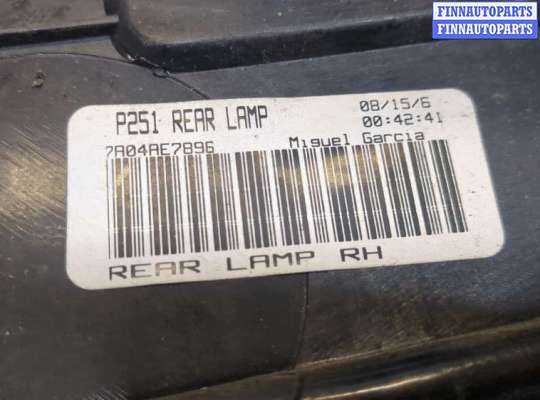 FINNAUTOPARTS
FINNAUTOPARTS
P251 REAR LAMP 08/15/6
00:42:41
7A04AE7896 Miguel Garcia
REAR LAMP RH